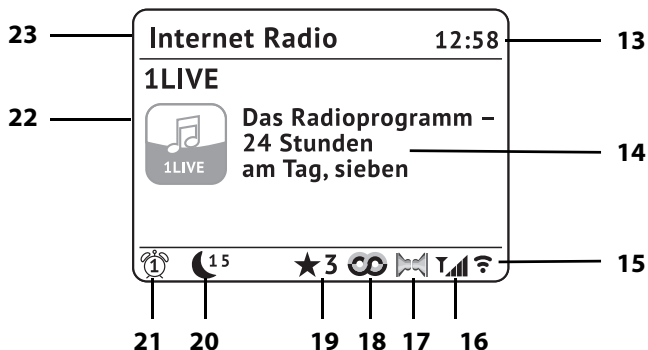 23 Internet Radio 12:58 13
1LIVE
22 Das Radioprogramm –
24 Stunden 14
1LIVE am Tag, sieben
1 15 ★3 15
21 20 19 18 17 16